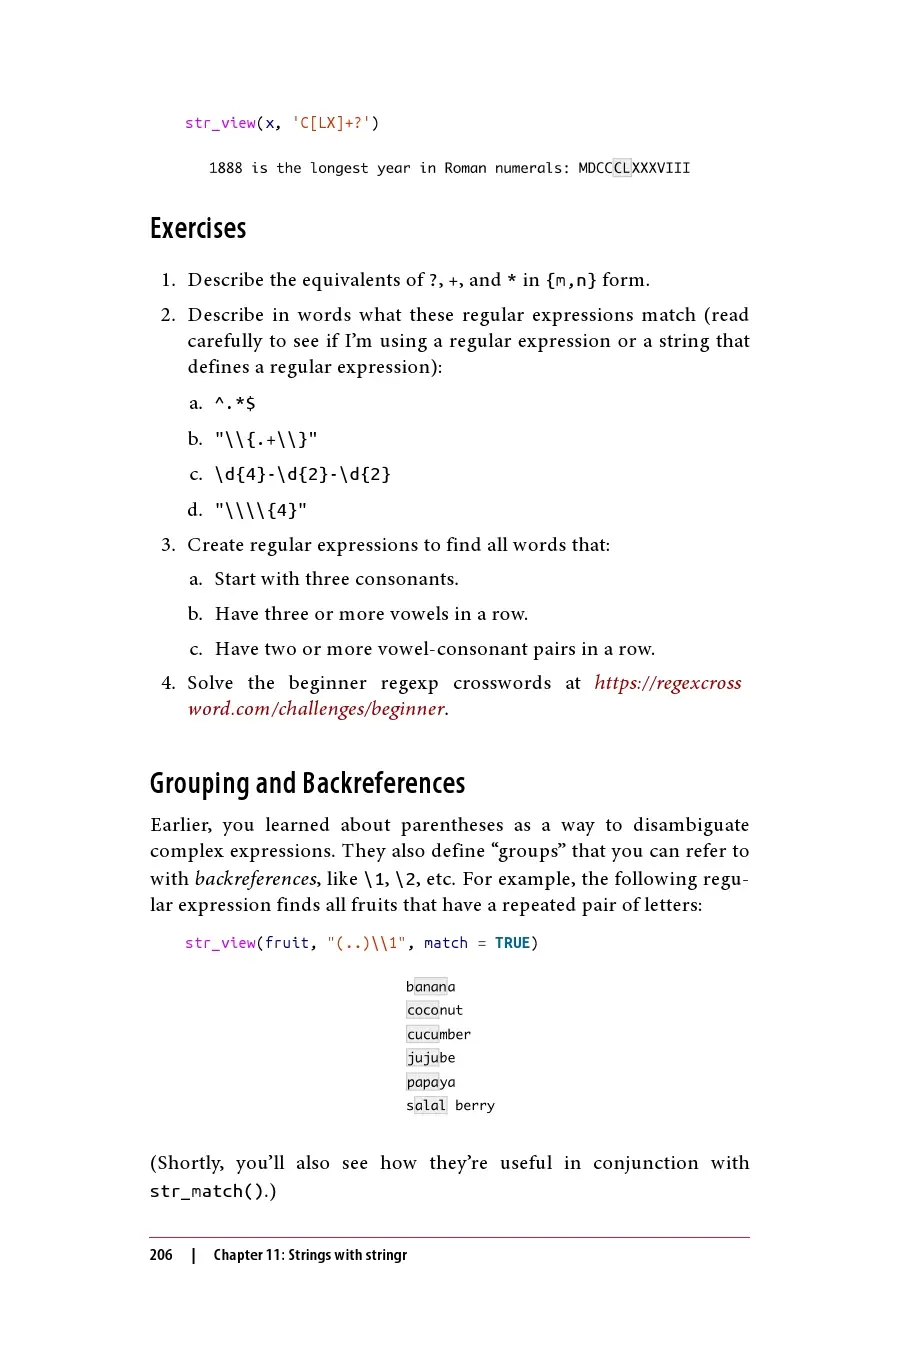 str_view(x, 'C[LX]+?')
1888 is the longest year in Roman numerals: MDCCCLXXXVIII
Exercises
1. Describe the equivalents of ?, +, and * in {m,n} form.
2. Describe in words what these regular expressions match (read
carefully to see if I’m using a regular expression or a string that
defines a regular expression):
a. ^.*$
b. "\\{.+\\}"
c. \d{4}-\d{2}-\d{2}
d. "\\\\{4}"
3. Create regular expressions to find all words that:
a. Start with three consonants.
b. Have three or more vowels in a row.
c. Have two or more vowel-consonant pairs in a row.
4. Solve the beginner regexp crosswords at https://regexcross
word.com/challenges/beginner.
Grouping and Backreferences
Earlier, you learned about parentheses as a way to disambiguate
complex expressions. They also define “groups” that you can refer to
with backreferences, like \1, \2, etc. For example, the following regu-
lar expression finds all fruits that have a repeated pair of letters:
str_view(fruit, "(..)\\1", match = TRUE)
banana
coconut
cucumber
jujube
papaya
salal berry
(Shortly, you’ll also see how they’re useful in conjunction with
str_match().)
206 | Chapter 11: Strings with stringr